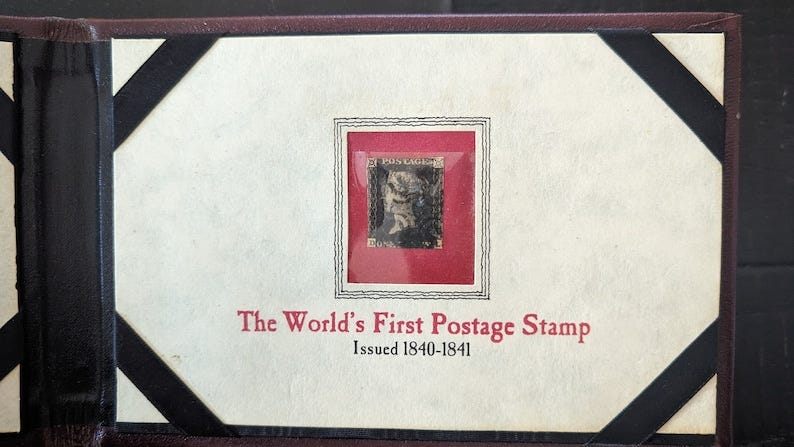 POSTAGE
The World's First Postage Stamp
Issued 1840-1841